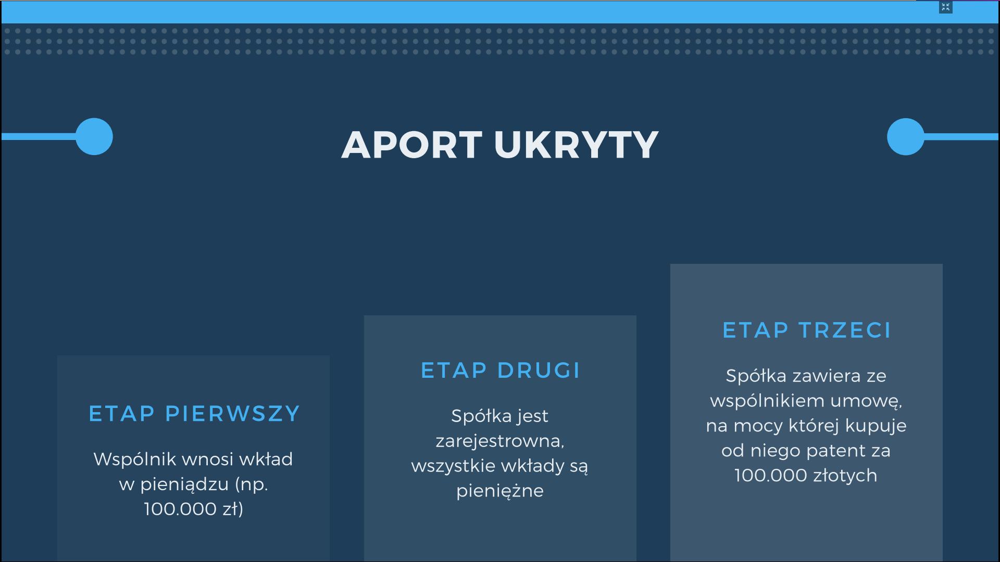 APORT UKRYTY
ETAP PIERWSZY
Wspólnik wnosi wkład
w pieniądzu (np.
100.000 zł)
ETAP DRUGI
Spółka jest
zarejestrowna,
wszystkie wkłady są
pieniężne
ETAP TRZECI
Spółka zawiera ze
wspólnikiem umowę,
na mocy której kupuje
od niego patent za
100.000 złotych